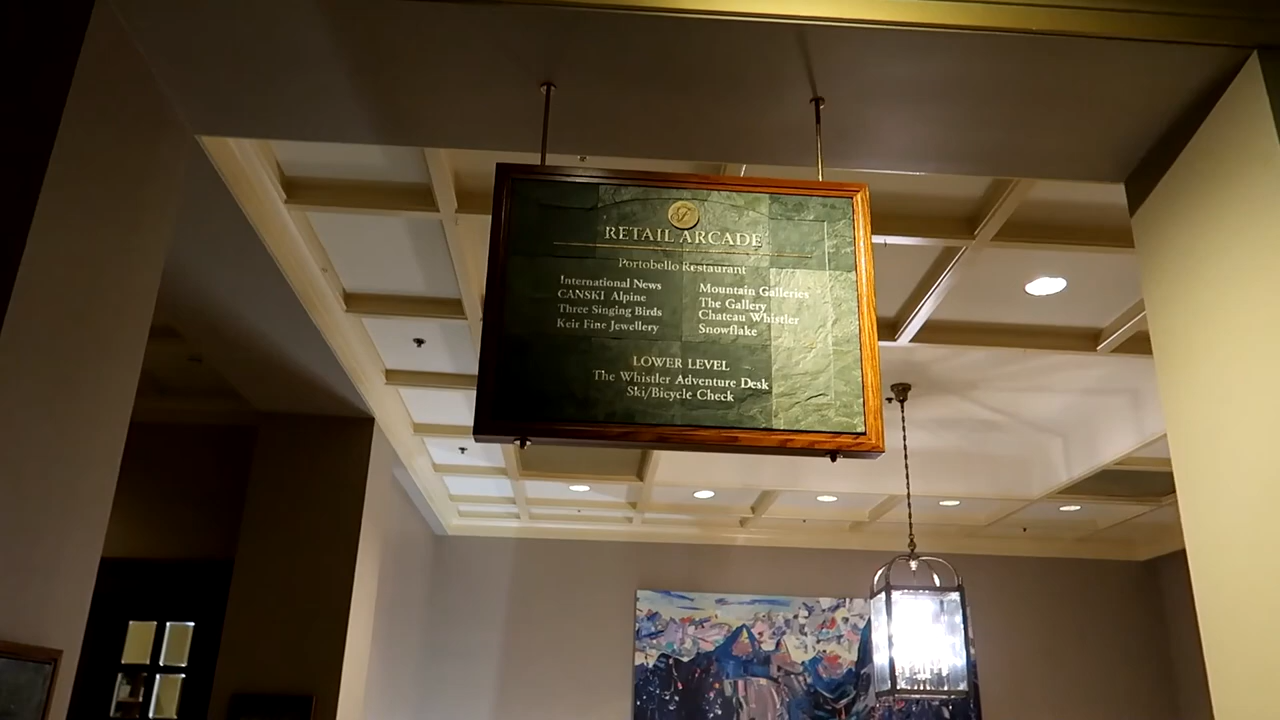 RETAIL ARCADE
Portobello Restaurant
International News
CANSKI Alpine
Three Singing Birds
Keir Fine Jewellery
Mountain Galleries
The Gallery
Chateau Whistler
Snowflake
LOWER LEVEL
The Whistler Adventure Desk
Ski/Bicycle Check